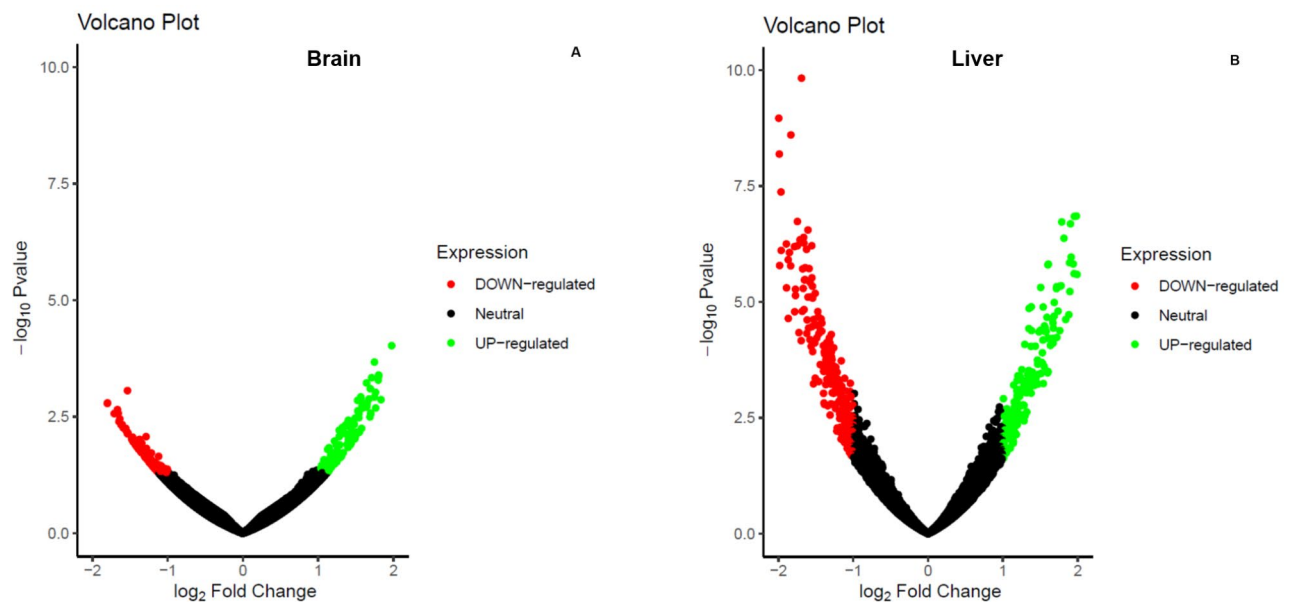 Volcano Plot
Brain
A
10.0
7.5
5.0
2.5
0.0
−log10 Pvalue
−2 −1 0 1 2
log2 Fold Change
Expression
DOWN−regulated
Neutral
UP−regulated
Volcano Plot
Liver
B
10.0
7.5
5.0
2.5
0.0
−log10 Pvalue
−2 −1 0 1 2
log2 Fold Change
Expression
DOWN−regulated
Neutral
UP−regulated